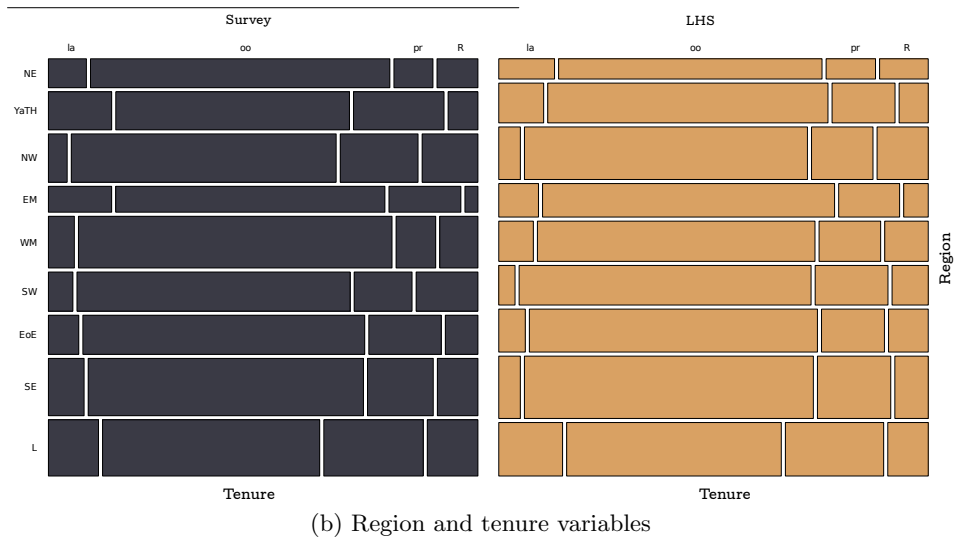 Survey LHS
la oo pr R la oo pr R
NE
YaTH
NW
EM
WM
SW
EoE
SE
L
Region
Tenure Tenure
(b) Region and tenure variables